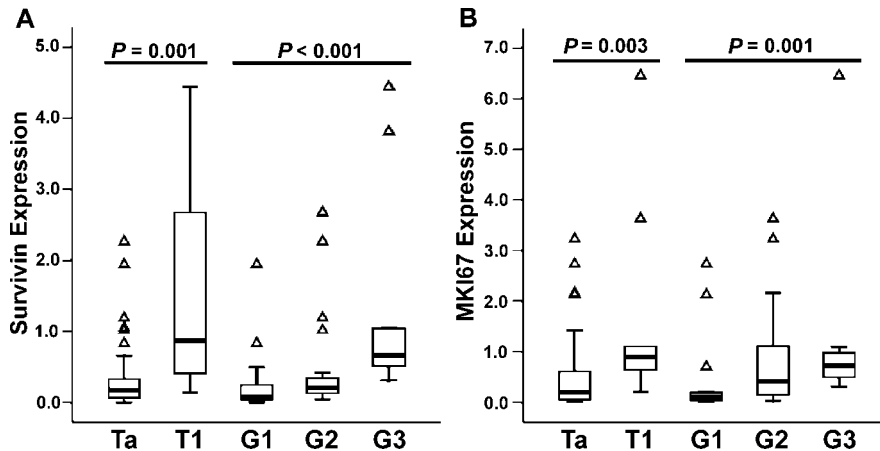 A
P = 0.001
P < 0.001
5.0
4.0
3.0
2.0
1.0
0.0
Survivin Expression
Ta T1 G1 G2 G3
B
P = 0.003
P = 0.001
7.0
6.0
5.0
4.0
3.0
2.0
1.0
0.0
MKI67 Expression
Ta T1 G1 G2 G3